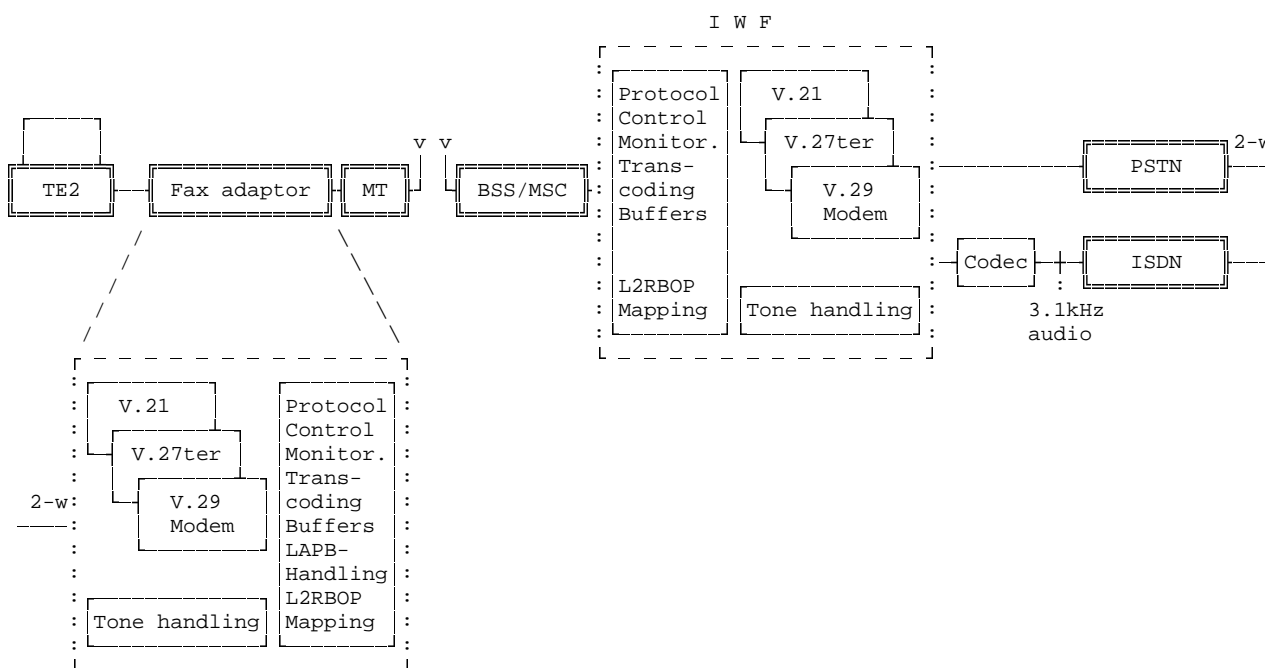 I W F
Protocol
Control
Monitor.
Trans-
coding
Buffers
L2RBOP
Mapping
V.21
V.27ter
V.29
Modem
Tone handling
v v
2-w
TE2
Fax adaptor
MT
BSS/MSC
PSTN
Codec
ISDN
3.1kHz
audio
V.21
V.27ter
V.29
Modem
2-w
Tone handling
Protocol
Control
Monitor.
Trans-
coding
Buffers
LAPB-
Handling
L2RBOP
Mapping